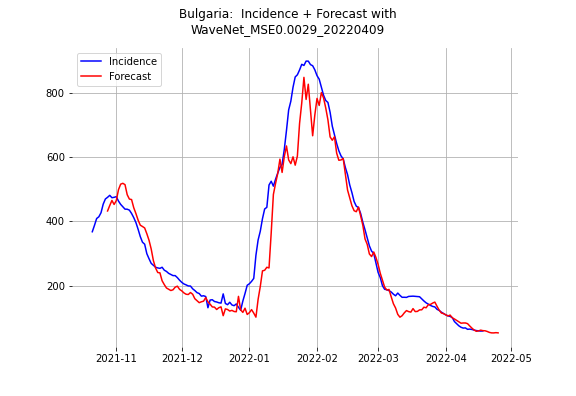 Bulgaria:  Incidence + Forecast with
WaveNet_MSE0.0029_20220409
Incidence
Forecast
800
600
400
200
2021-11
2021-12
2022-01
2022-02
2022-03
2022-04
2022-05